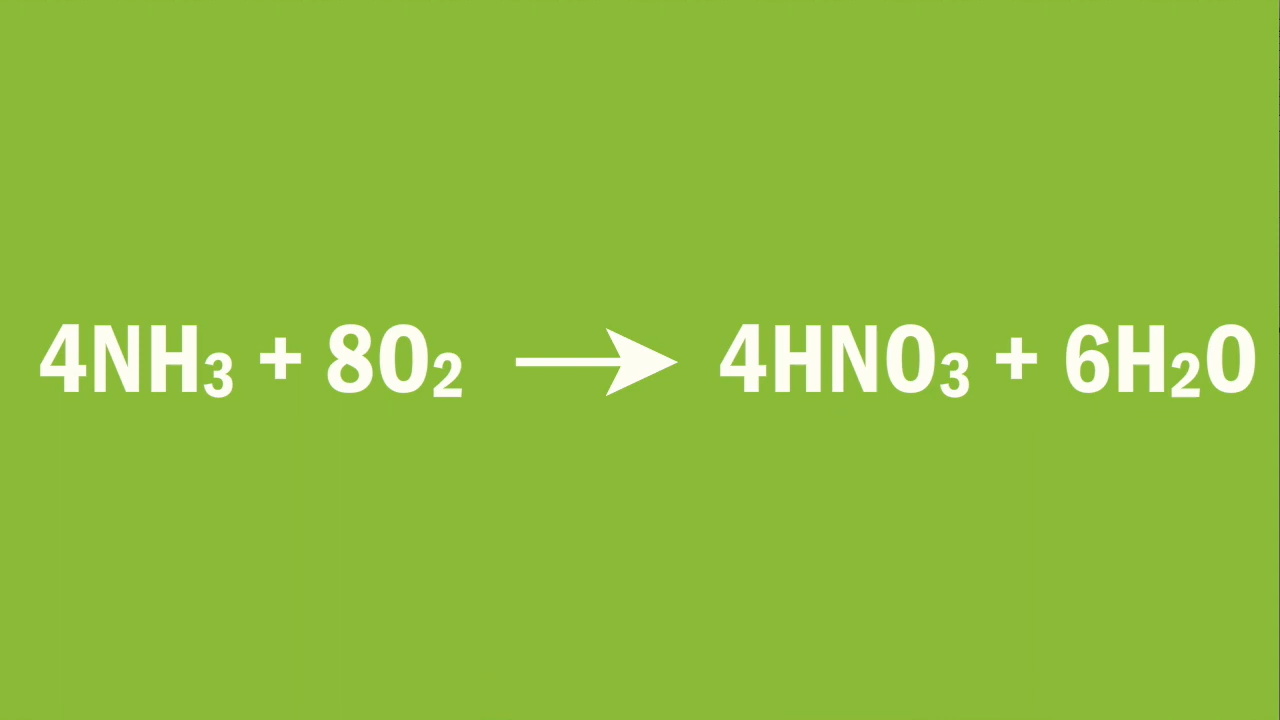 4NH₃ + 8O₂ → 4HNO₃ + 6H₂O